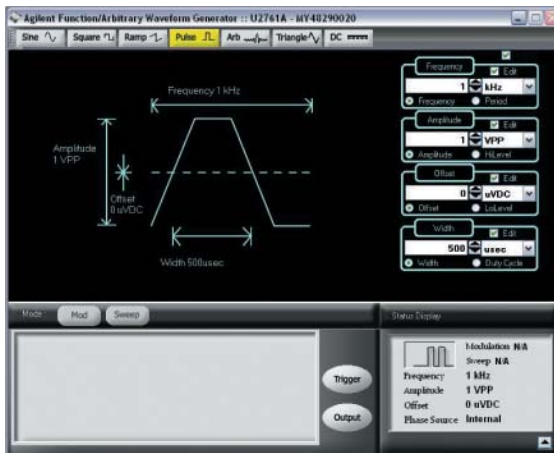 Agilent Function/Arbitrary Waveform Generator :: U2761A - MY48290020
Sine Square Ramp Pulse Arb Triangle DC
Frequency
Edit
1 kHz
Frequency Period
Amplitude
Edit
1 VPP
Amplitude HiLevel
Offset
Edit
0 uVDC
Offset LoLevel
Width
Edit
500 usec
Width Duty Cycle
Frequency 1 kHz
Amplitude
1 VPP
Offset
0 uVDC
Width 500usec
Mode: Mod Sweep
Trigger
Output
Status Display
Modulation N/A
Sweep N/A
Frequency 1 kHz
Amplitude 1 VPP
Offset 0 uVDC
Phase Source Internal